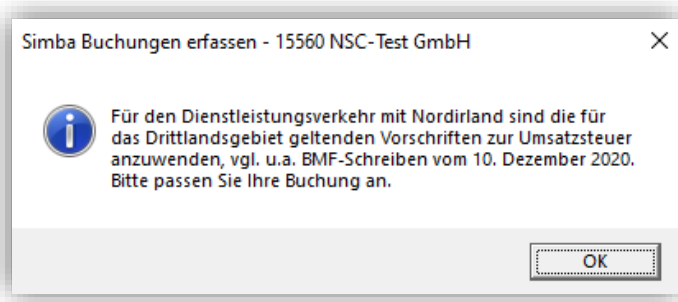 Simba Buchungen erfassen - 15560 NSC-Test GmbH
Für den Dienstleistungsverkehr mit Nordirland sind die für
das Drittlandsgebiet geltenden Vorschriften zur Umsatzsteuer
anzuwenden, vgl. u.a. BMF-Schreiben vom 10. Dezember 2020.
Bitte passen Sie Ihre Buchung an.
OK